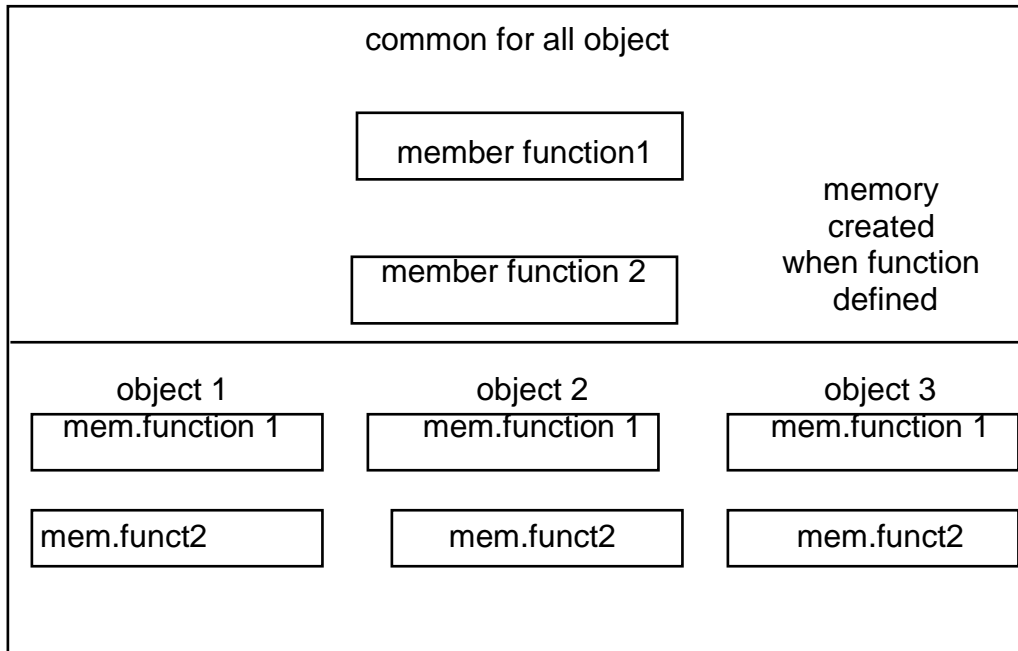 common for all object
member function1
member function 2
memory
created
when function
defined
object 1
mem.function 1
mem.funct2
object 2
mem.function 1
mem.funct2
object 3
mem.function 1
mem.funct2